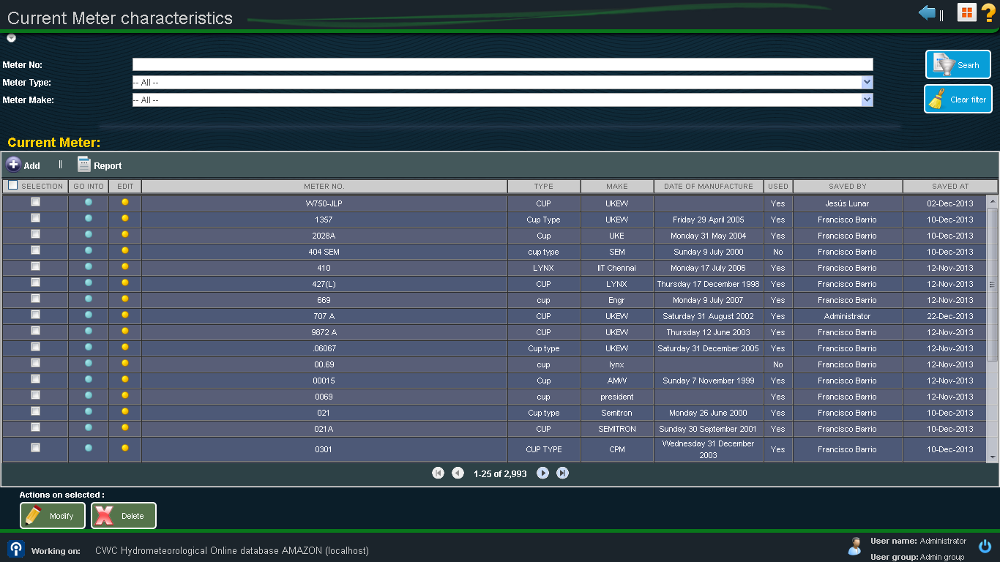 Current Meter characteristics
Meter No:
Searh
Meter Type: -- All --
Meter Make: -- All --
Clear filter
Current Meter:
Add Report
SELECTION GO INTO EDIT METER NO. TYPE MAKE DATE OF MANUFACTURE USED SAVED BY SAVED AT
W750-JLP CUP UKEW Yes Jesús Lunar 02-Dec-2013
1357 Cup Type UKEW Friday 29 April 2005 Yes Francisco Barrio 10-Dec-2013
2028A Cup UKE Monday 31 May 2004 Yes Francisco Barrio 10-Dec-2013
404 SEM cup type SEM Sunday 9 July 2000 No Francisco Barrio 10-Dec-2013
410 LYNX IIT Chennai Monday 17 July 2006 Yes Francisco Barrio 12-Nov-2013
427(L) CUP LYNX Thursday 17 December 1998 Yes Francisco Barrio 12-Nov-2013
669 cup Engr Monday 9 July 2007 Yes Francisco Barrio 12-Nov-2013
707 A CUP UKEW Saturday 31 August 2002 Yes Administrator 22-Dec-2013
9872 A CUP UKEW Thursday 12 June 2003 Yes Francisco Barrio 12-Nov-2013
.06067 Cup type UKEW Saturday 31 December 2005 Yes Francisco Barrio 12-Nov-2013
00.69 cup lynx No Francisco Barrio 12-Nov-2013
00015 Cup AMW Sunday 7 November 1999 Yes Francisco Barrio 12-Nov-2013
0069 cup president Yes Francisco Barrio 12-Nov-2013
021 Cup type Semitron Monday 26 June 2000 Yes Francisco Barrio 10-Dec-2013
021A CUP SEMITRON Sunday 30 September 2001 Yes Francisco Barrio 10-Dec-2013
0301 CUP TYPE CPM Wednesday 31 December 2003 Yes Francisco Barrio 10-Dec-2013
1-25 of 2,993
Actions on selected :
Modify Delete
Working on: CWC Hydrometeorological Online database AMAZON (localhost)
User name: Administrator
User group: Admin group